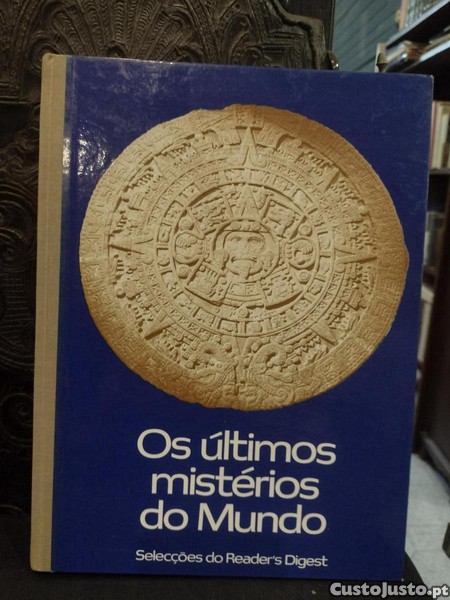 Os últimos
mistérios
do Mundo
Selecções do Reader's Digest
CustoJusto.pt